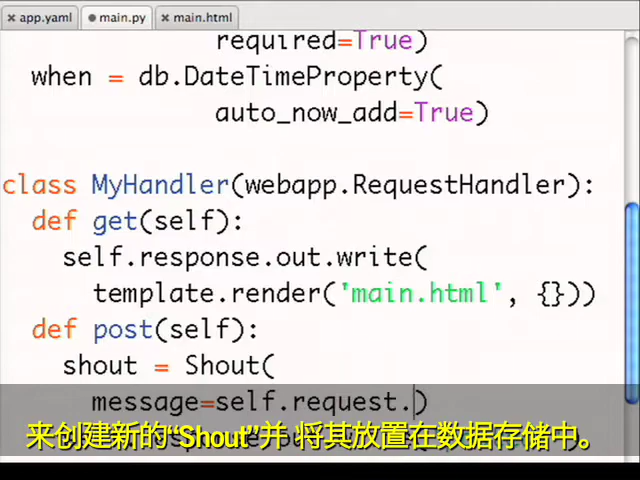 app.yaml main.py main.html
required=True)
when = db.DateTimeProperty(
auto_now_add=True)
class MyHandler(webapp.RequestHandler):
def get(self):
self.response.out.write(
template.render('main.html', {}))
def post(self):
shout = Shout(
message=self.request.)
来创建新的“Shout”并 将其放置在数据存储中。